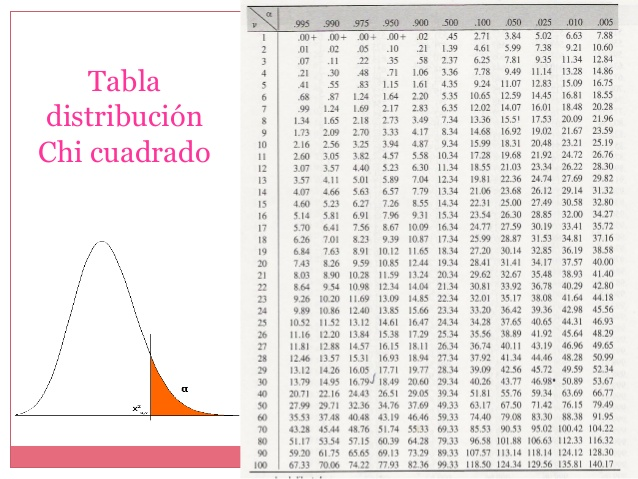 Tabla
distribución
Chi cuadrado
α
x²
α
ν .995 .990 .975 .950 .900 .500 .100 .050 .025 .010 .005
1 .00+ .00+ .00+ .00+ .02 .45 2.71 3.84 5.02 6.63 7.88
2 .01 .02 .05 .10 .21 1.39 4.61 5.99 7.38 9.21 10.60
3 .07 .11 .22 .35 .58 2.37 6.25 7.81 9.35 11.34 12.84
4 .21 .30 .48 .71 1.06 3.36 7.78 9.49 11.14 13.28 14.86
5 .41 .55 .83 1.15 1.61 4.35 9.24 11.07 12.83 15.09 16.75
6 .68 .87 1.24 1.64 2.20 5.35 10.65 12.59 14.45 16.81 18.55
7 .99 1.24 1.69 2.17 2.83 6.35 12.02 14.07 16.01 18.48 20.28
8 1.34 1.65 2.18 2.73 3.49 7.34 13.36 15.51 17.53 20.09 21.96
9 1.73 2.09 2.70 3.33 4.17 8.34 14.68 16.92 19.02 21.67 23.59
10 2.16 2.56 3.25 3.94 4.87 9.34 15.99 18.31 20.48 23.21 25.19
11 2.60 3.05 3.82 4.57 5.58 10.34 17.28 19.68 21.92 24.72 26.76
12 3.07 3.57 4.40 5.23 6.30 11.34 18.55 21.03 23.34 26.22 28.30
13 3.57 4.11 5.01 5.89 7.04 12.34 19.81 22.36 24.74 27.69 29.82
14 4.07 4.66 5.63 6.57 7.79 13.34 21.06 23.68 26.12 29.14 31.32
15 4.60 5.23 6.27 7.26 8.55 14.34 22.31 25.00 27.49 30.58 32.80
16 5.14 5.81 6.91 7.96 9.31 15.34 23.54 26.30 28.85 32.00 34.27
17 5.70 6.41 7.56 8.67 10.09 16.34 24.77 27.59 30.19 33.41 35.72
18 6.26 7.01 8.23 9.39 10.87 17.34 25.99 28.87 31.53 34.81 37.16
19 6.84 7.63 8.91 10.12 11.65 18.34 27.20 30.14 32.85 36.19 38.58
20 7.43 8.26 9.59 10.85 12.44 19.34 28.41 31.41 34.17 37.57 40.00
21 8.03 8.90 10.28 11.59 13.24 20.34 29.62 32.67 35.48 38.93 41.40
22 8.64 9.54 10.98 12.34 14.04 21.34 30.81 33.92 36.78 40.29 42.80
23 9.26 10.20 11.69 13.09 14.85 22.34 32.01 35.17 38.08 41.64 44.18
24 9.89 10.86 12.40 13.85 15.66 23.34 33.20 36.42 39.36 42.98 45.56
25 10.52 11.52 13.12 14.61 16.47 24.34 34.28 37.65 40.65 44.31 46.93
26 11.16 12.20 13.84 15.38 17.29 25.34 35.56 38.89 41.92 45.64 48.29
27 11.81 12.88 14.57 16.15 18.11 26.34 36.74 40.11 43.19 46.96 49.65
28 12.46 13.57 15.31 16.93 18.94 27.34 37.92 41.34 44.46 48.28 50.99
29 13.12 14.26 16.05 17.71 19.77 28.34 39.09 42.56 45.72 49.59 52.34
30 13.79 14.95 16.79 18.49 20.60 29.34 40.26 43.77 46.98 50.89 53.67
40 20.71 22.16 24.43 26.51 29.05 39.34 51.81 55.76 59.34 63.69 66.77
50 27.99 29.71 32.36 34.76 37.69 49.33 63.17 67.50 71.42 76.15 79.49
60 35.53 37.48 40.48 43.19 46.46 59.33 74.40 79.08 83.30 88.38 91.95
70 43.28 45.44 48.76 51.74 55.33 69.33 85.53 90.53 95.02 100.42 104.22
80 51.17 53.54 57.15 60.39 64.28 79.33 96.58 101.88 106.63 112.33 116.32
90 59.20 61.75 65.65 69.13 73.29 89.33 107.57 113.14 118.14 124.12 128.30
100 67.33 70.06 74.22 77.93 82.36 99.33 118.50 124.34 129.56 135.81 140.17